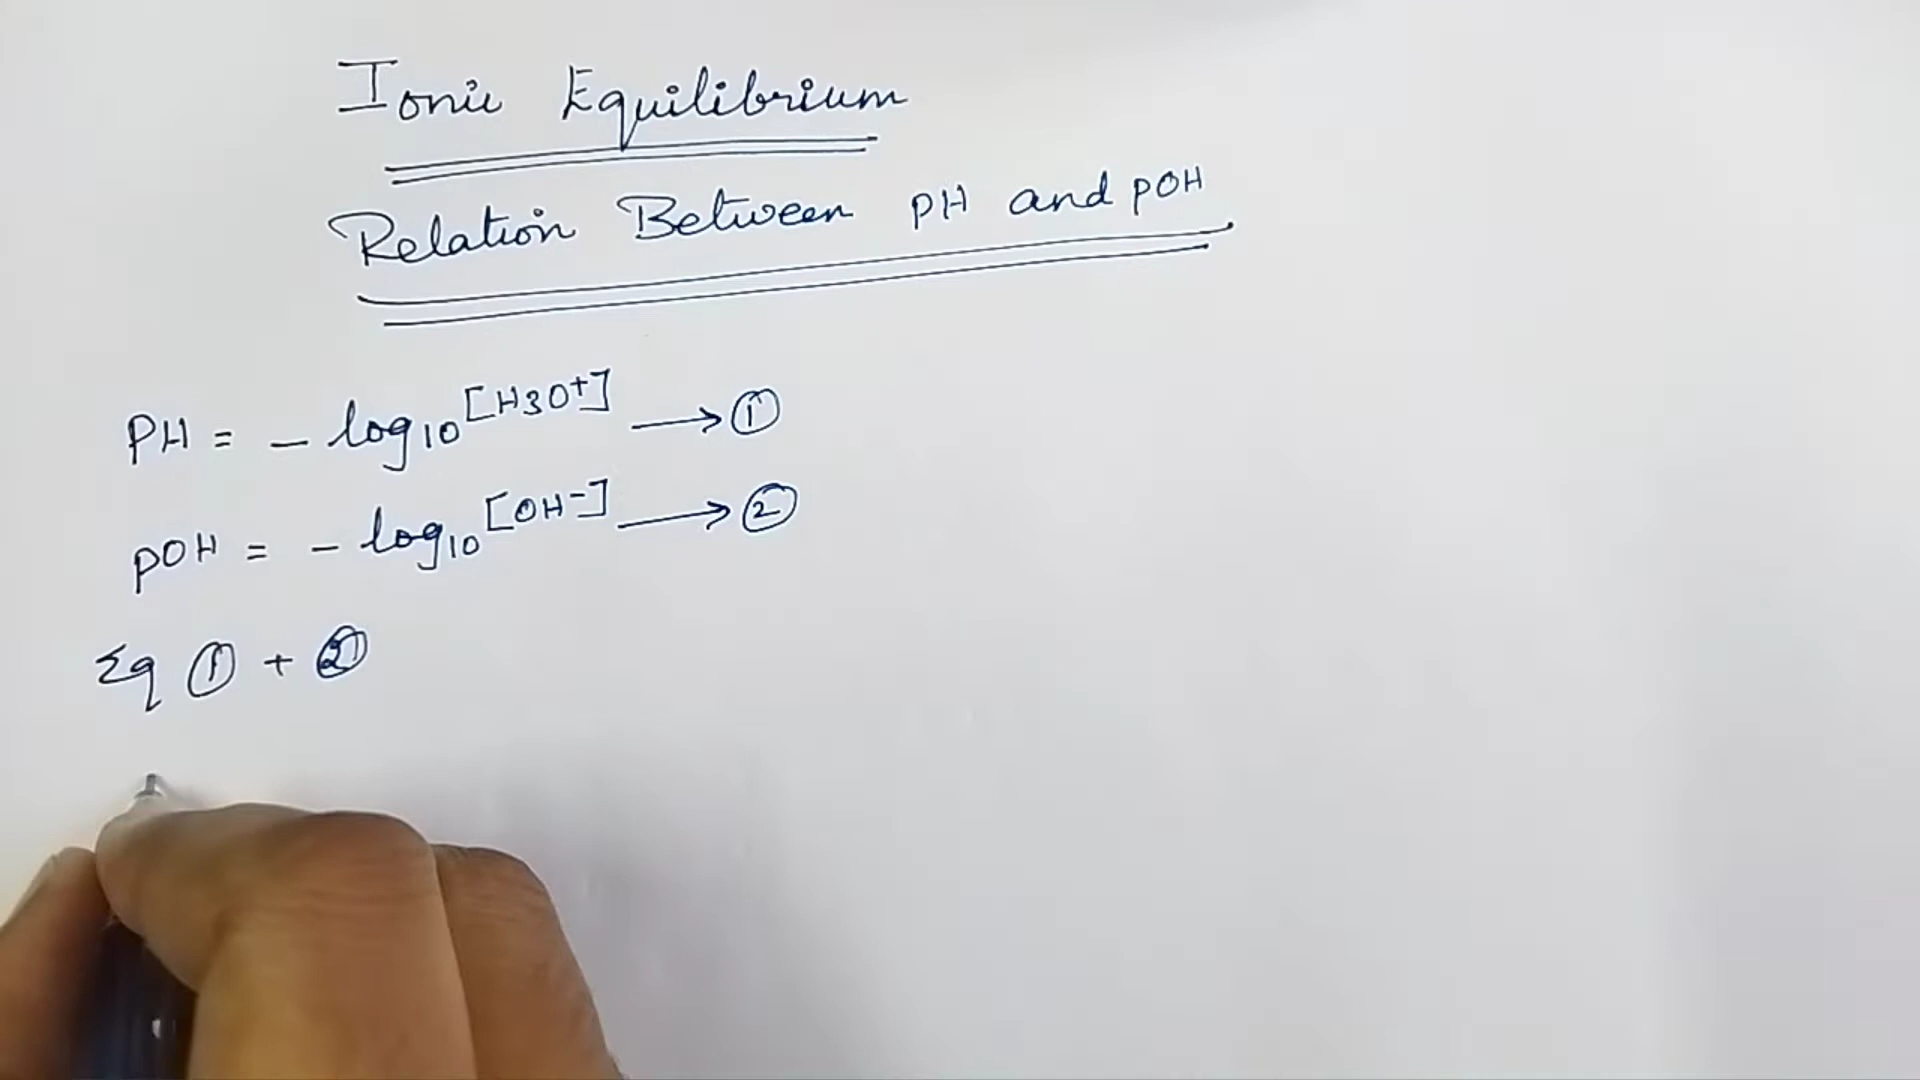 Ionic Equilibrium
Relation Between pH and pOH
PH = - log10[H3O+] → ①
pOH = - log10[OH-] → ②
Eq ① + ②